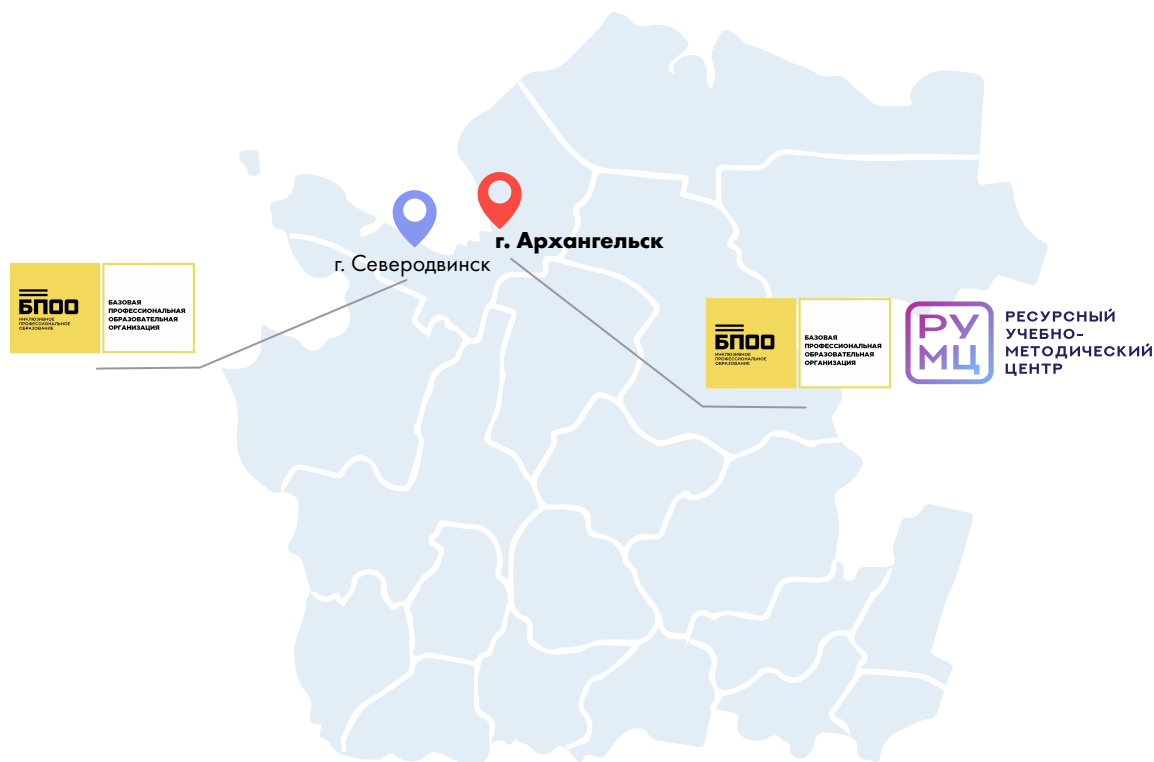 г. Архангельск
г. Северодвинск
БПОО
ИНКЛЮЗИВНОЕ
ПРОФЕССИОНАЛЬНОЕ
ОБРАЗОВАНИЕ
БАЗОВАЯ
ПРОФЕССИОНАЛЬНАЯ
ОБРАЗОВАТЕЛЬНАЯ
ОРГАНИЗАЦИЯ
БПОО
ИНКЛЮЗИВНОЕ
ПРОФЕССИОНАЛЬНОЕ
ОБРАЗОВАНИЕ
БАЗОВАЯ
ПРОФЕССИОНАЛЬНАЯ
ОБРАЗОВАТЕЛЬНАЯ
ОРГАНИЗАЦИЯ
РУ
МЦ
РЕСУРСНЫЙ
УЧЕБНО-
МЕТОДИЧЕСКИЙ
ЦЕНТР